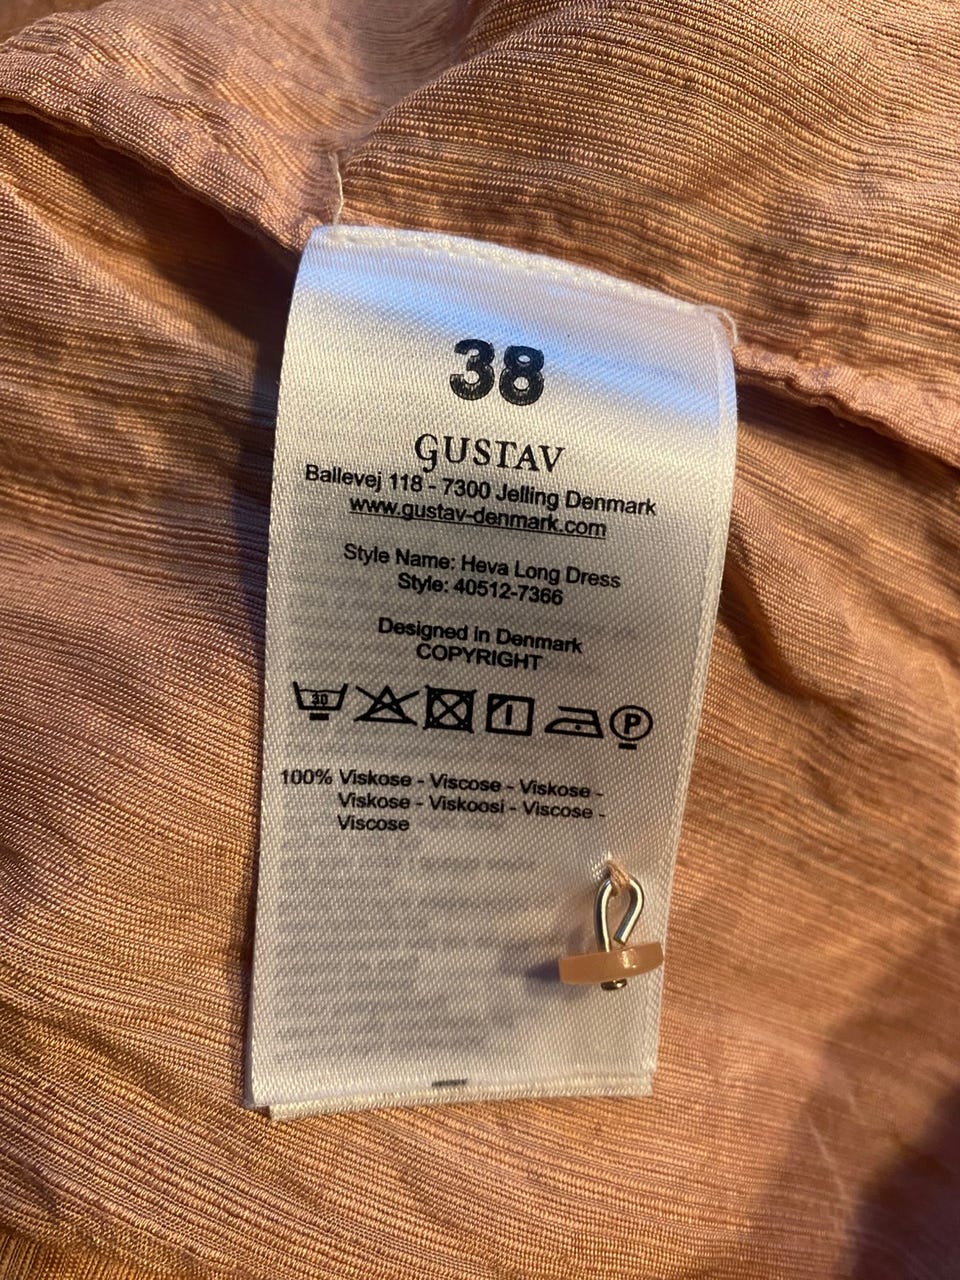 38
GUSTAV
Ballevej 118 - 7300 Jelling Denmark
www.gustav-denmark.com
Style Name: Heva Long Dress
Style: 40512-7366
Designed in Denmark
COPYRIGHT
30 P
100% Viskose - Viscose - Viskose -
Viskose - Viskoosi - Viscose -
Viscose